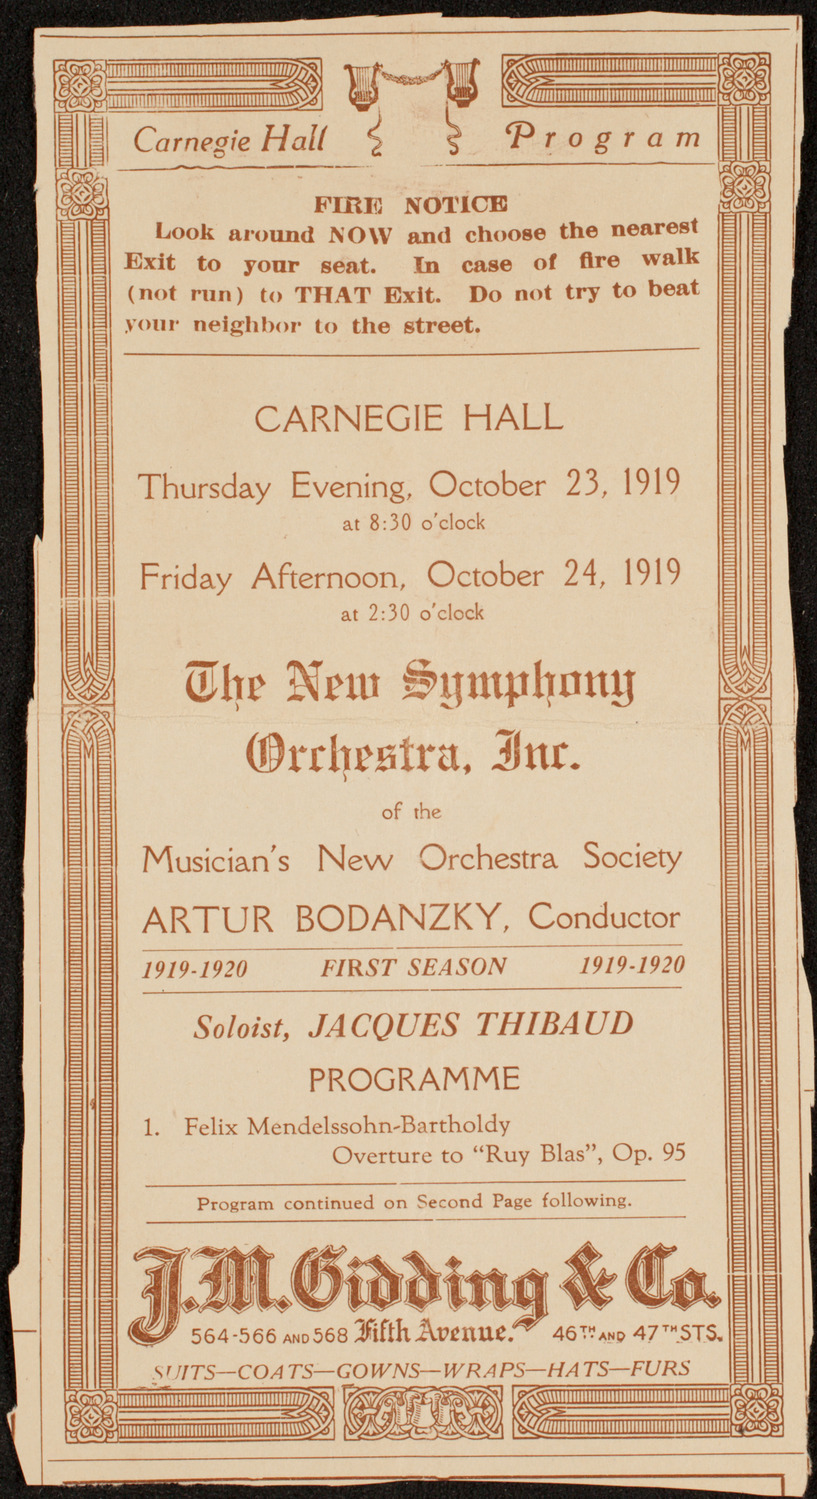 Carnegie Hall Program
FIRE NOTICE
Look around NOW and choose the nearest
Exit to your seat. In case of fire walk
(not run) to THAT Exit. Do not try to beat
your neighbor to the street.
CARNEGIE HALL
Thursday Evening, October 23, 1919
at 8:30 o'clock
Friday Afternoon, October 24, 1919
at 2:30 o'clock
The New Symphony
Orchestra, Inc.
of the
Musician's New Orchestra Society
ARTUR BODANZKY, Conductor
1919-1920 FIRST SEASON 1919-1920
Soloist, JACQUES THIBAUD
PROGRAMME
1. Felix Mendelssohn-Bartholdy
Overture to "Ruy Blas", Op. 95
Program continued on Second Page following.
J.M. Gidding & Co.
564-566 AND 568 Fifth Avenue. 46TH AND 47TH STS.
SUITS—COATS—GOWNS—WRAPS—HATS—FURS